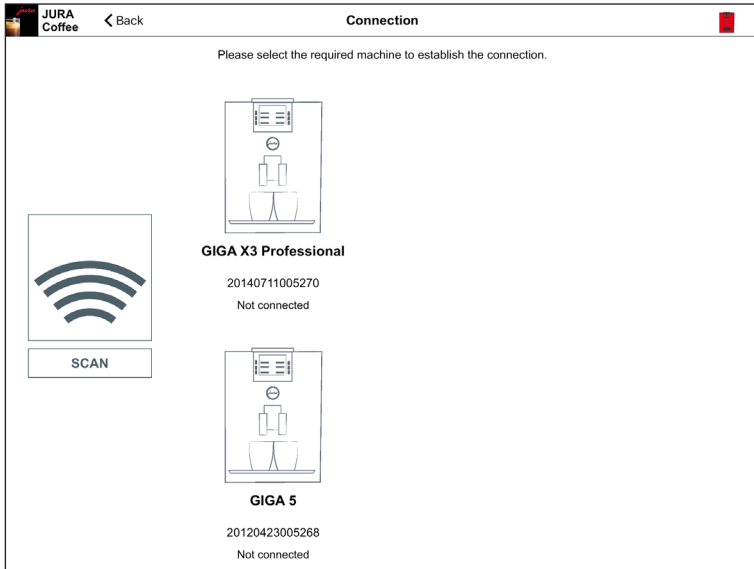 jura
JURA
Coffee
Back
Connection
Please select the required machine to establish the connection.
GIGA X3 Professional
20140711005270
Not connected
SCAN
GIGA 5
20120423005268
Not connected